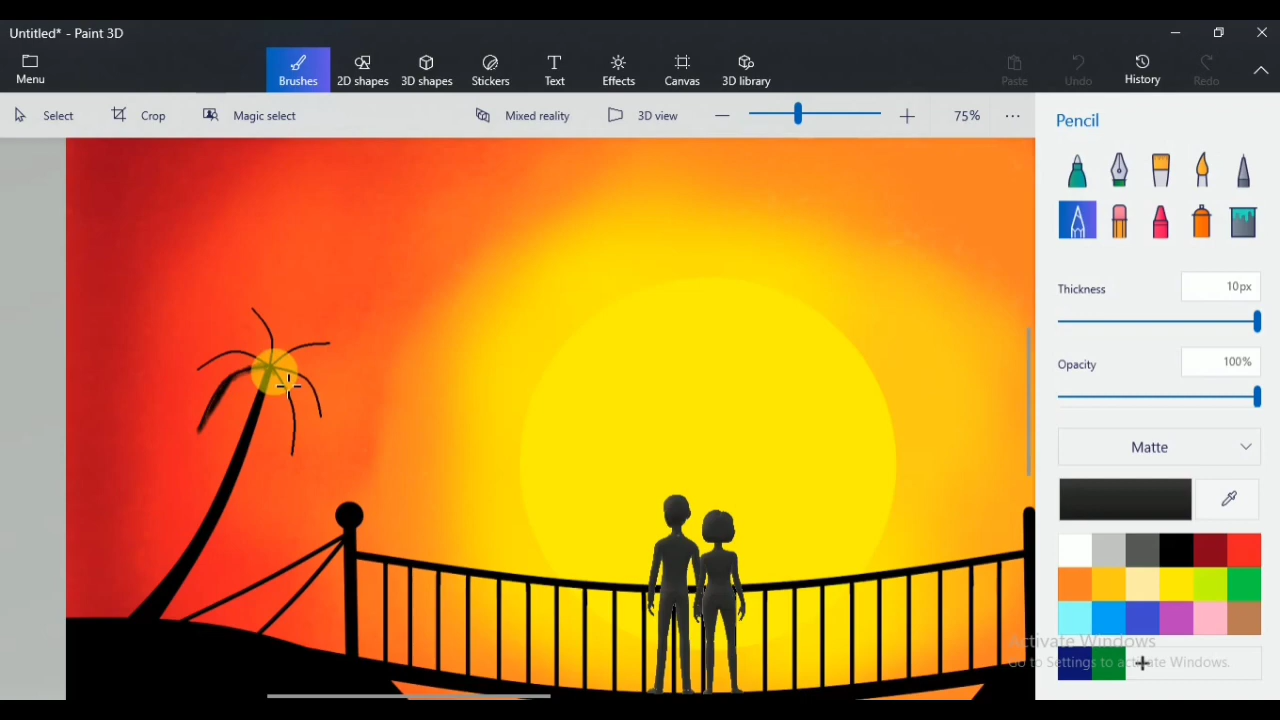 Untitled* - Paint 3D
Menu
Brushes
2D shapes
3D shapes
Stickers
Text
Effects
Canvas
3D library
Paste
Undo
History
Redo
Select
Crop
Magic select
Mixed reality
3D view
75%
Pencil
Thickness
10px
Opacity
100%
Matte
Activate Windows
Go to Settings to activate Windows.